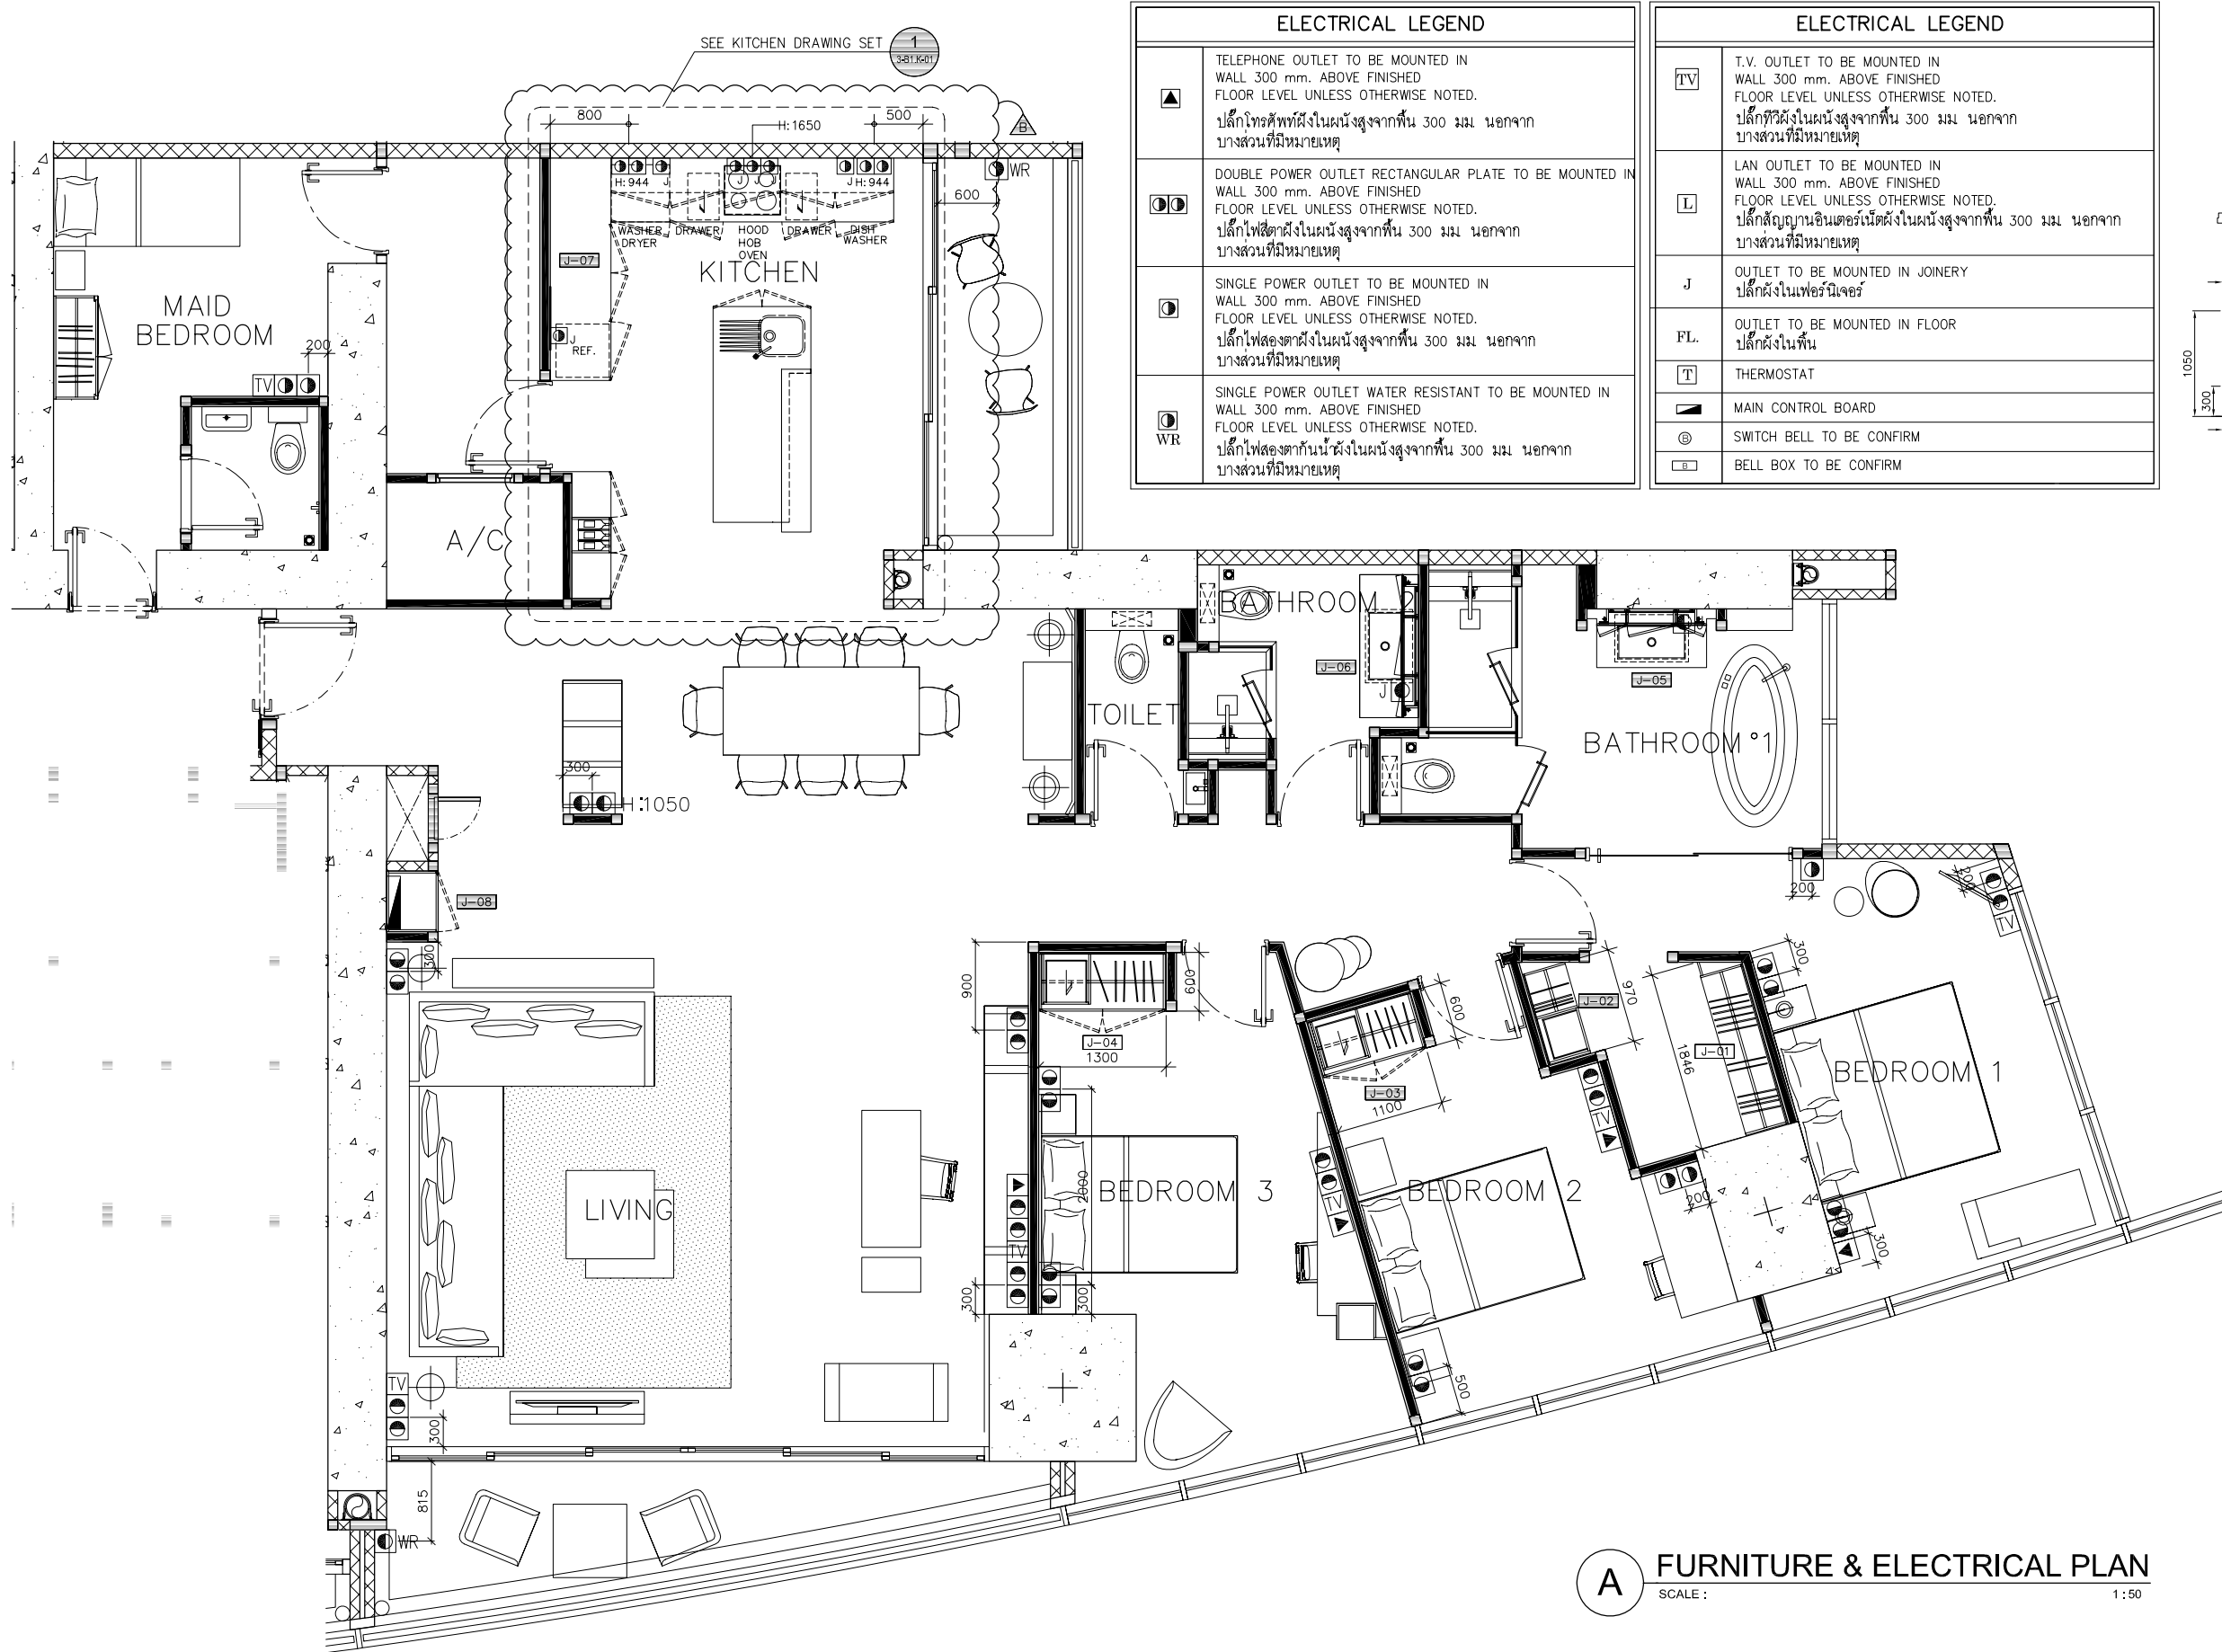 SEE KITCHEN DRAWING SET
1
3-B1.K-01
ELECTRICAL LEGEND
TELEPHONE OUTLET TO BE MOUNTED IN
WALL 300 mm. ABOVE FINISHED
FLOOR LEVEL UNLESS OTHERWISE NOTED.
ปลั๊กโทรศัพท์ฝังในผนังสูงจากพื้น 300 มม. นอกจาก
บางส่วนที่มีหมายเหตุ
DOUBLE POWER OUTLET RECTANGULAR PLATE TO BE MOUNTED IN
WALL 300 mm. ABOVE FINISHED
FLOOR LEVEL UNLESS OTHERWISE NOTED.
ปลั๊กไฟสี่ตาฝังในผนังสูงจากพื้น 300 มม. นอกจาก
บางส่วนที่มีหมายเหตุ
SINGLE POWER OUTLET TO BE MOUNTED IN
WALL 300 mm. ABOVE FINISHED
FLOOR LEVEL UNLESS OTHERWISE NOTED.
ปลั๊กไฟสองตาฝังในผนังสูงจากพื้น 300 มม. นอกจาก
บางส่วนที่มีหมายเหตุ
WR
SINGLE POWER OUTLET WATER RESISTANT TO BE MOUNTED IN
WALL 300 mm. ABOVE FINISHED
FLOOR LEVEL UNLESS OTHERWISE NOTED.
ปลั๊กไฟสองตากันน้ำฝังในผนังสูงจากพื้น 300 มม. นอกจาก
บางส่วนที่มีหมายเหตุ
ELECTRICAL LEGEND
TV
T.V. OUTLET TO BE MOUNTED IN
WALL 300 mm. ABOVE FINISHED
FLOOR LEVEL UNLESS OTHERWISE NOTED.
ปลั๊กทีวีฝังในผนังสูงจากพื้น 300 มม. นอกจาก
บางส่วนที่มีหมายเหตุ
L
LAN OUTLET TO BE MOUNTED IN
WALL 300 mm. ABOVE FINISHED
FLOOR LEVEL UNLESS OTHERWISE NOTED.
ปลั๊กสัญญานอินเตอร์เน็ตฝังในผนังสูงจากพื้น 300 มม. นอกจาก
บางส่วนที่มีหมายเหตุ
J
OUTLET TO BE MOUNTED IN JOINERY
ปลั๊กฝังในเฟอร์นิเจอร์
FL.
OUTLET TO BE MOUNTED IN FLOOR
ปลั๊กฝังในพื้น
T THERMOSTAT
MAIN CONTROL BOARD
B SWITCH BELL TO BE CONFIRM
B BELL BOX TO BE CONFIRM
1050
300
800
H:1650
500
B
H:944
J
J
J
J H:944
WR
600
WASHER
DRYER
DRAWER
HOOD
HOB
OVEN
DRAWER
DISH
WASHER
J-07
KITCHEN
J
REF.
MAID
BEDROOM
200
TV
A/C
BATHROOM 2
J-06
J
TOILET
J-05
BATHROOM 1
300
H:1050
J-08
300
200
200
TV
900
600
J-04
1300
600
J-03
1100
J-02
970
J-01
1846
300
BEDROOM 1
TV
2000
BEDROOM 3
TV
BEDROOM 2
TV
200
300
LIVING
300
300
500
TV
300
815
WR
A
FURNITURE & ELECTRICAL PLAN
SCALE :
1 : 50